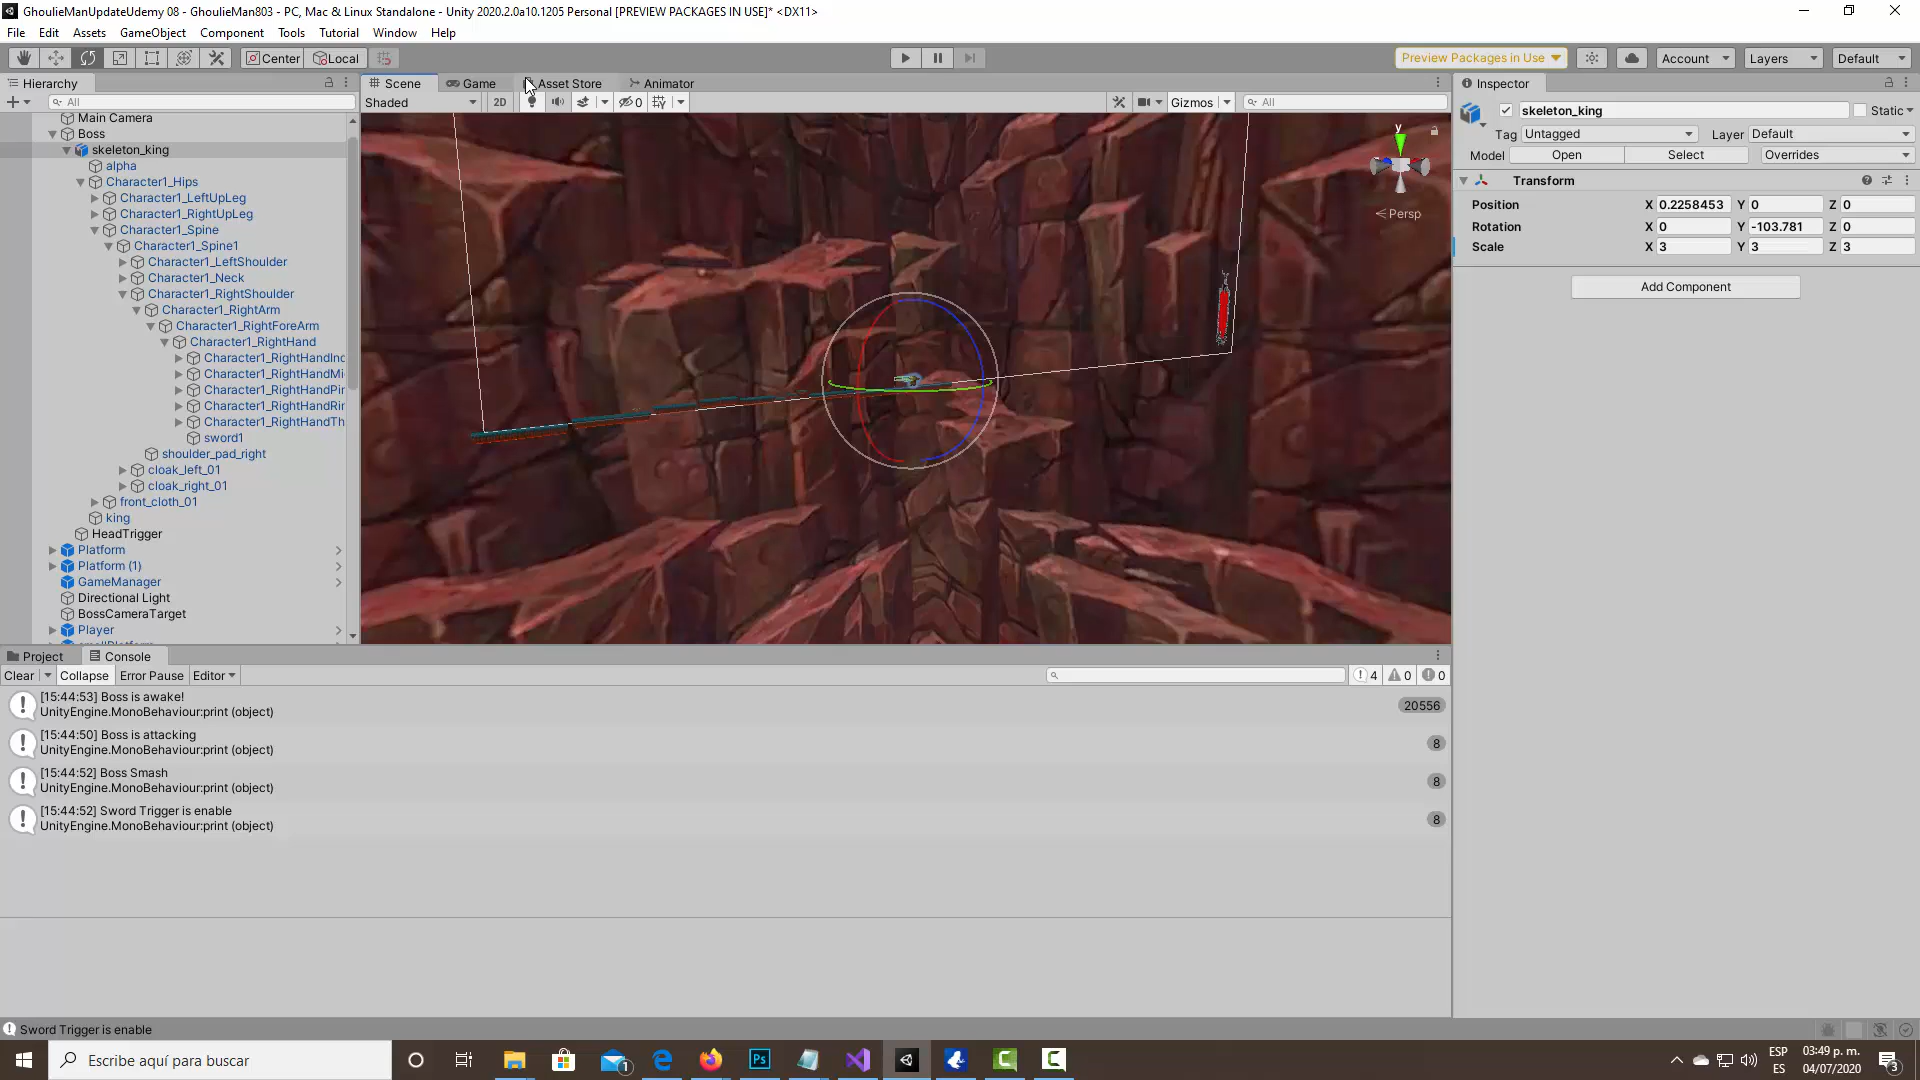 GhoulieManUpdateUdemy 08 - GhoulieMan803 - PC, Mac & Linux Standalone - Unity 2020.2.0a10.1205 Personal [PREVIEW PACKAGES IN USE]* <DX11>
File Edit Assets GameObject Component Tools Tutorial Window Help
Center Local Preview Packages in Use Account Layers Default
Hierarchy Scene Game Asset Store Animator Inspector
All Shaded 2D 0 Gizmos All
skeleton_king Static
Tag Untagged Layer Default
Model Open Select Overrides
Transform
Position X 0.2258453 Y 0 Z 0
Rotation X 0 Y -103.781 Z 0
Scale X 3 Y 3 Z 3
Add Component
y
Persp
Main Camera
Boss
skeleton_king
alpha
Character1_Hips
Character1_LeftUpLeg
Character1_RightUpLeg
Character1_Spine
Character1_Spine1
Character1_LeftShoulder
Character1_Neck
Character1_RightShoulder
Character1_RightArm
Character1_RightForeArm
Character1_RightHand
Character1_RightHandInd
Character1_RightHandMi
Character1_RightHandPir
Character1_RightHandRir
Character1_RightHandTh
sword1
shoulder_pad_right
cloak_left_01
cloak_right_01
front_cloth_01
king
HeadTrigger
Platform
Platform (1)
GameManager
Directional Light
BossCameraTarget
Player
Project Console
Clear Collapse Error Pause Editor 4 0 0
[15:44:53] Boss is awake!
UnityEngine.MonoBehaviour:print (object)
20556
[15:44:50] Boss is attacking
UnityEngine.MonoBehaviour:print (object)
8
[15:44:52] Boss Smash
UnityEngine.MonoBehaviour:print (object)
8
[15:44:52] Sword Trigger is enable
UnityEngine.MonoBehaviour:print (object)
8
Sword Trigger is enable
Escribe aquí para buscar
Ps
1
ESP
ES
03:49 p. m.
04/07/2020
3